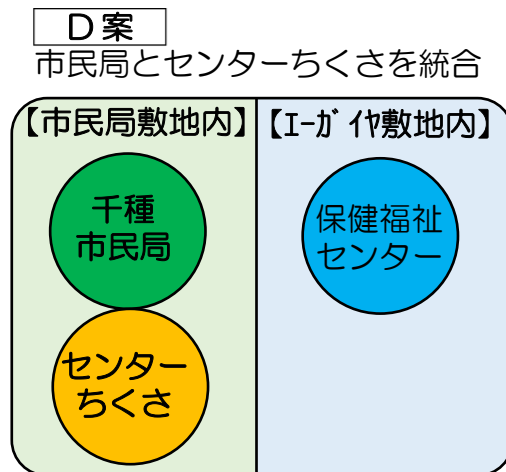 D案
市民局とセンターちくさを統合
【市民局敷地内】
【エーガイヤ敷地内】
千種
市民局
保健福祉
センター
センター
ちくさ